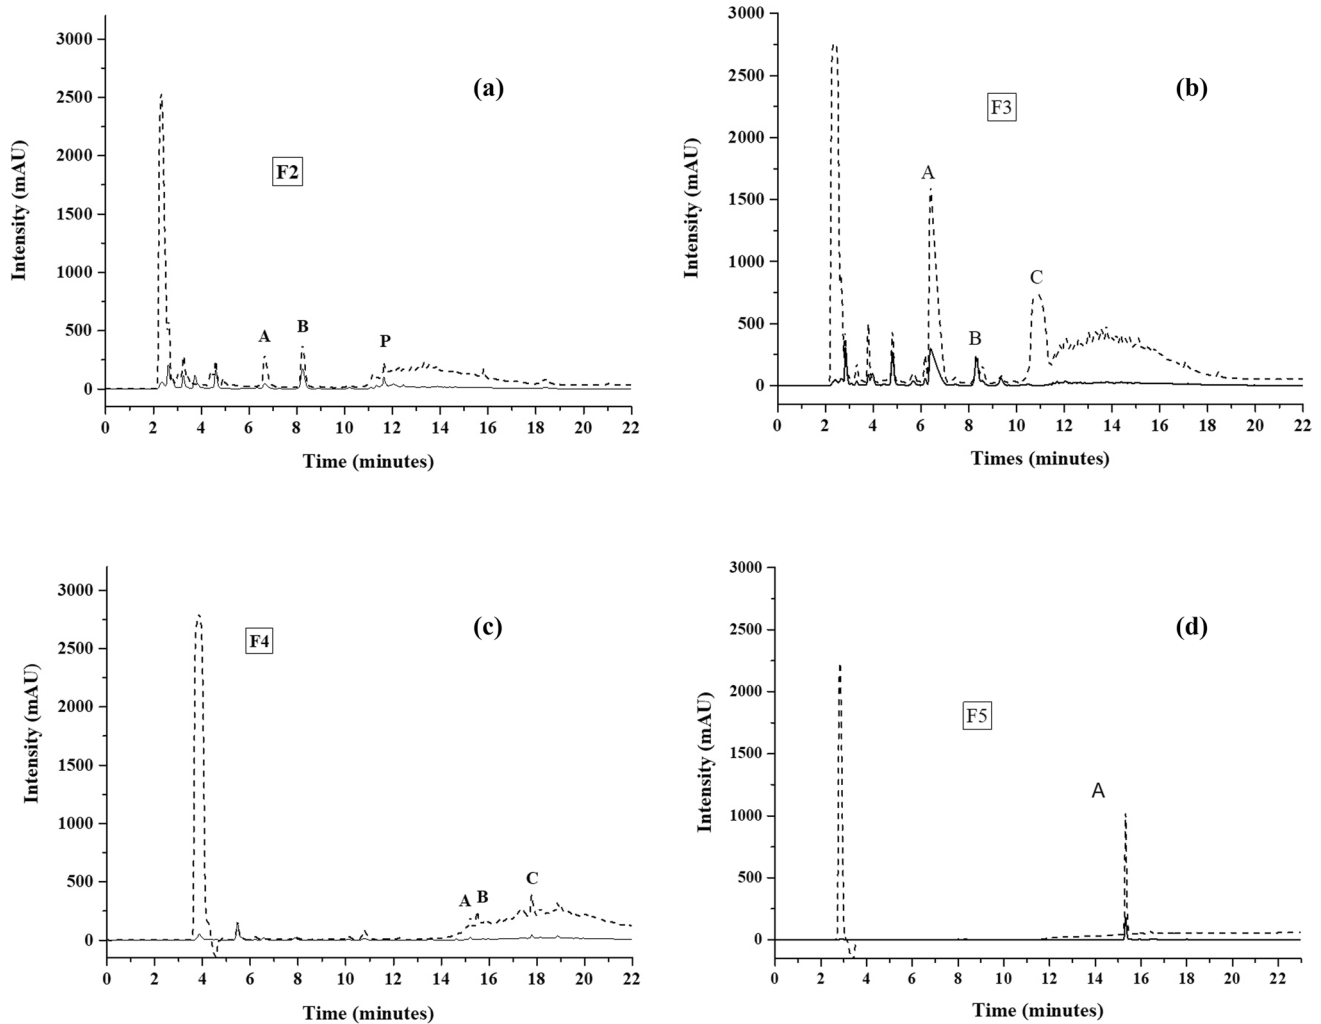 (a)
F2
3000
2500
2000
1500
1000
500
0
Intensity (mAU)
A
B
P
0 2 4 6 8 10 12 14 16 18 20 22
Time (minutes)
(b)
F3
3000
2500
2000
1500
1000
500
0
Intensity (mAU)
A
B
C
0 2 4 6 8 10 12 14 16 18 20 22
Times (minutes)
(c)
F4
3000
2500
2000
1500
1000
500
0
Intensity (mAU)
A
B
C
0 2 4 6 8 10 12 14 16 18 20 22
Time (minutes)
(d)
F5
3000
2500
2000
1500
1000
500
0
Intensity (mAU)
A
0 2 4 6 8 10 12 14 16 18 20 22
Time (minutes)